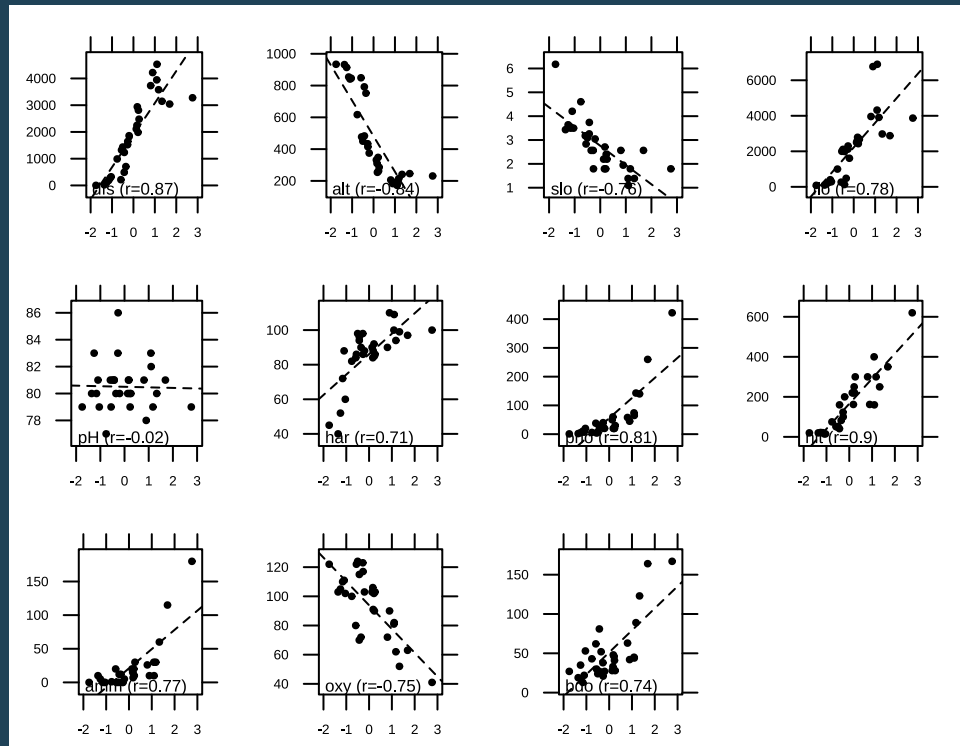 4000
3000
2000
1000
0
dis (r=0.87)
-2 -1 0 1 2 3
1000
800
600
400
200
alt (r=-0.84)
-2 -1 0 1 2 3
6
5
4
3
2
1
slo (r=-0.76)
-2 -1 0 1 2 3
6000
4000
2000
0
flo (r=0.78)
-2 -1 0 1 2 3
86
84
82
80
78
pH (r=-0.02)
-2 -1 0 1 2 3
100
80
60
40
har (r=0.71)
-2 -1 0 1 2 3
400
300
200
100
0
pho (r=0.81)
-2 -1 0 1 2 3
600
400
200
0
nit (r=0.9)
-2 -1 0 1 2 3
150
100
50
0
amm (r=0.77)
-2 -1 0 1 2 3
120
100
80
60
40
oxy (r=-0.75)
-2 -1 0 1 2 3
150
100
50
0
bdo (r=0.74)
-2 -1 0 1 2 3